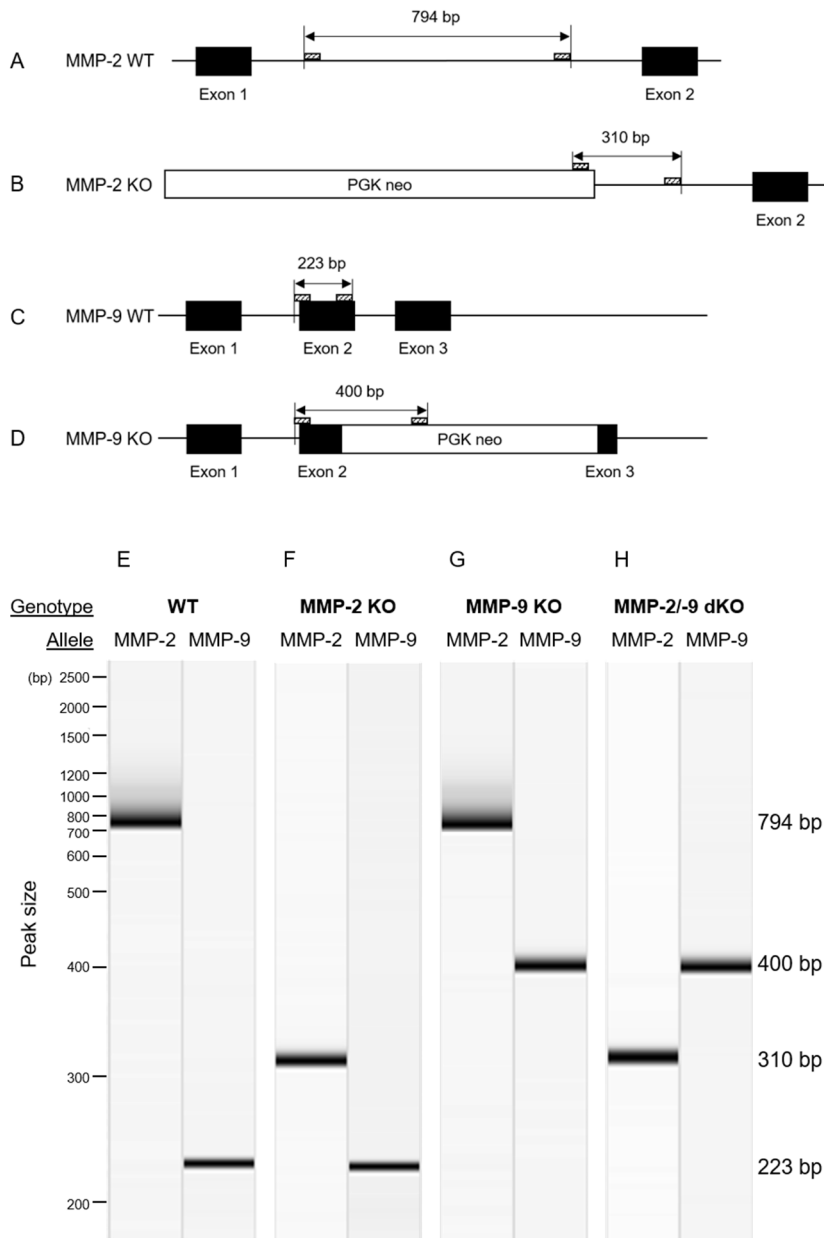 794 bp
A MMP-2 WT
Exon 1 Exon 2
310 bp
B MMP-2 KO PGK neo
Exon 2
223 bp
C MMP-9 WT
Exon 1 Exon 2 Exon 3
400 bp
D MMP-9 KO PGK neo
Exon 1 Exon 2 Exon 3
E F G H
Genotype WT MMP-2 KO MMP-9 KO MMP-2/-9 dKO
Allele MMP-2 MMP-9 MMP-2 MMP-9 MMP-2 MMP-9 MMP-2 MMP-9
(bp) 2500
2000
1500
1200
1000
800 794 bp
700
600
500
Peak size
400 400 bp
300 310 bp
223 bp
200